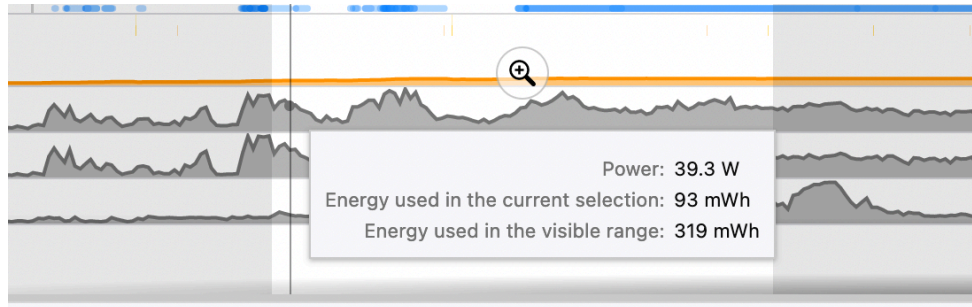 Power: 39.3 W
Energy used in the current selection: 93 mWh
Energy used in the visible range: 319 mWh